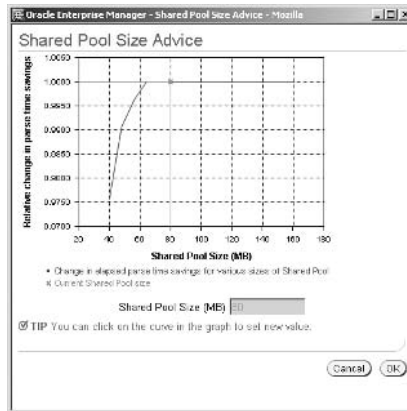 Oracle Enterprise Manager - Shared Pool Size Advice - Mozilla
Shared Pool Size Advice
Relative change in parse time savings
1.0050
1.0000
0.9950
0.9900
0.9850
0.9800
0.9750
0.9700
20 40 60 80 100 120 140 160 180
Shared Pool Size (MB)
Change in elapsed parse time savings for various sizes of Shared Pool
Current Shared Pool size
Shared Pool Size (MB) 80
TIP You can click on the curve in the graph to set new value.
Cancel OK